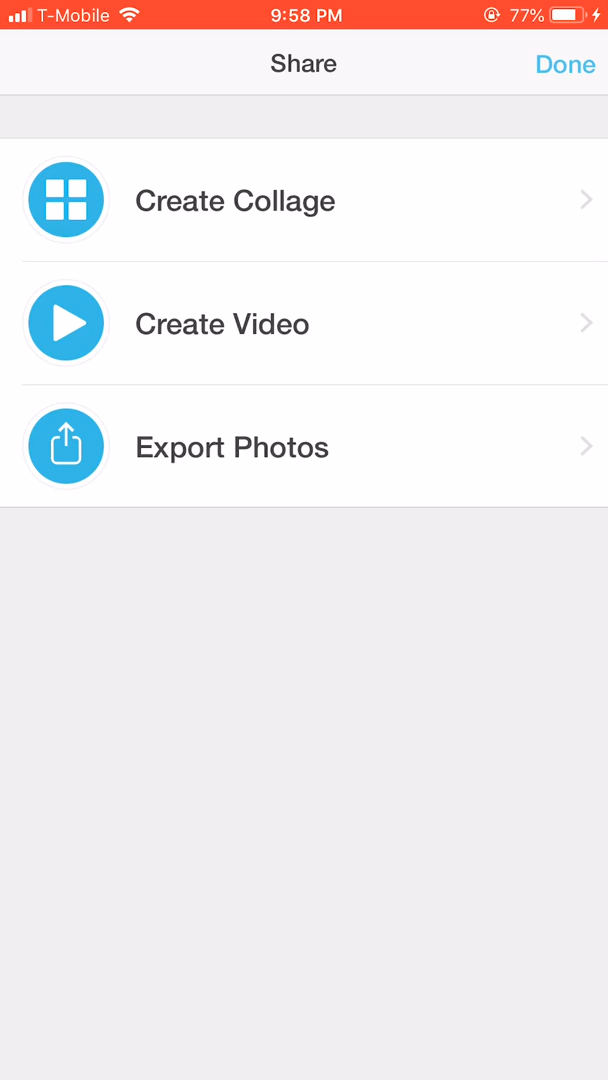 T-Mobile 9:58 PM 77%
Share Done
Create Collage
Create Video
Export Photos